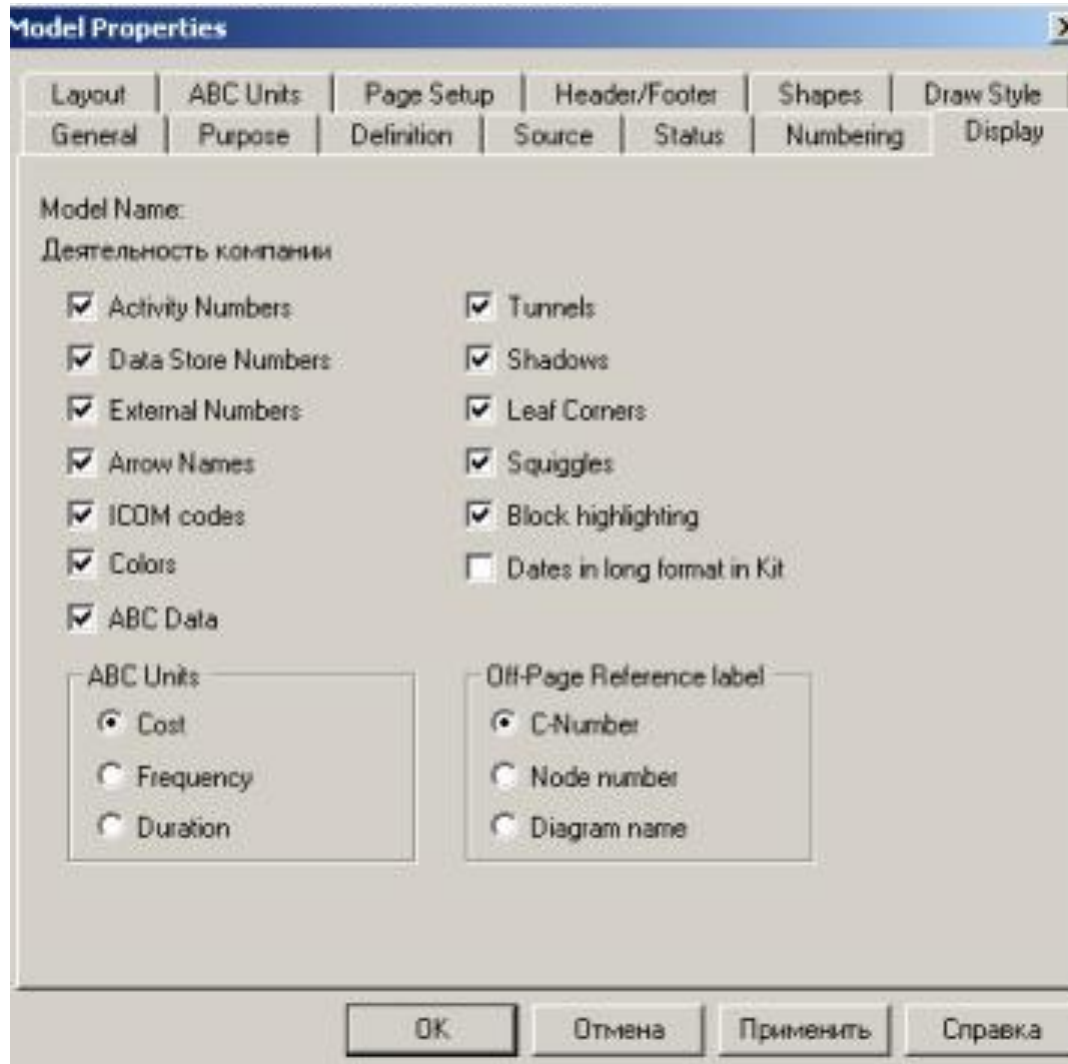 Model Properties
Layout ABC Units Page Setup Header/Footer Shapes Draw Style
General Purpose Definition Source Status Numbering Display
Model Name:
Деятельность компании
Activity Numbers Tunnels
Data Store Numbers Shadows
External Numbers Leaf Corners
Arrow Names Squiggles
ICOM codes Block highlighting
Colors Dates in long format in Kit
ABC Data
ABC Units Off-Page Reference label
Cost C-Number
Frequency Node number
Duration Diagram name
OK Отмена Применить Справка